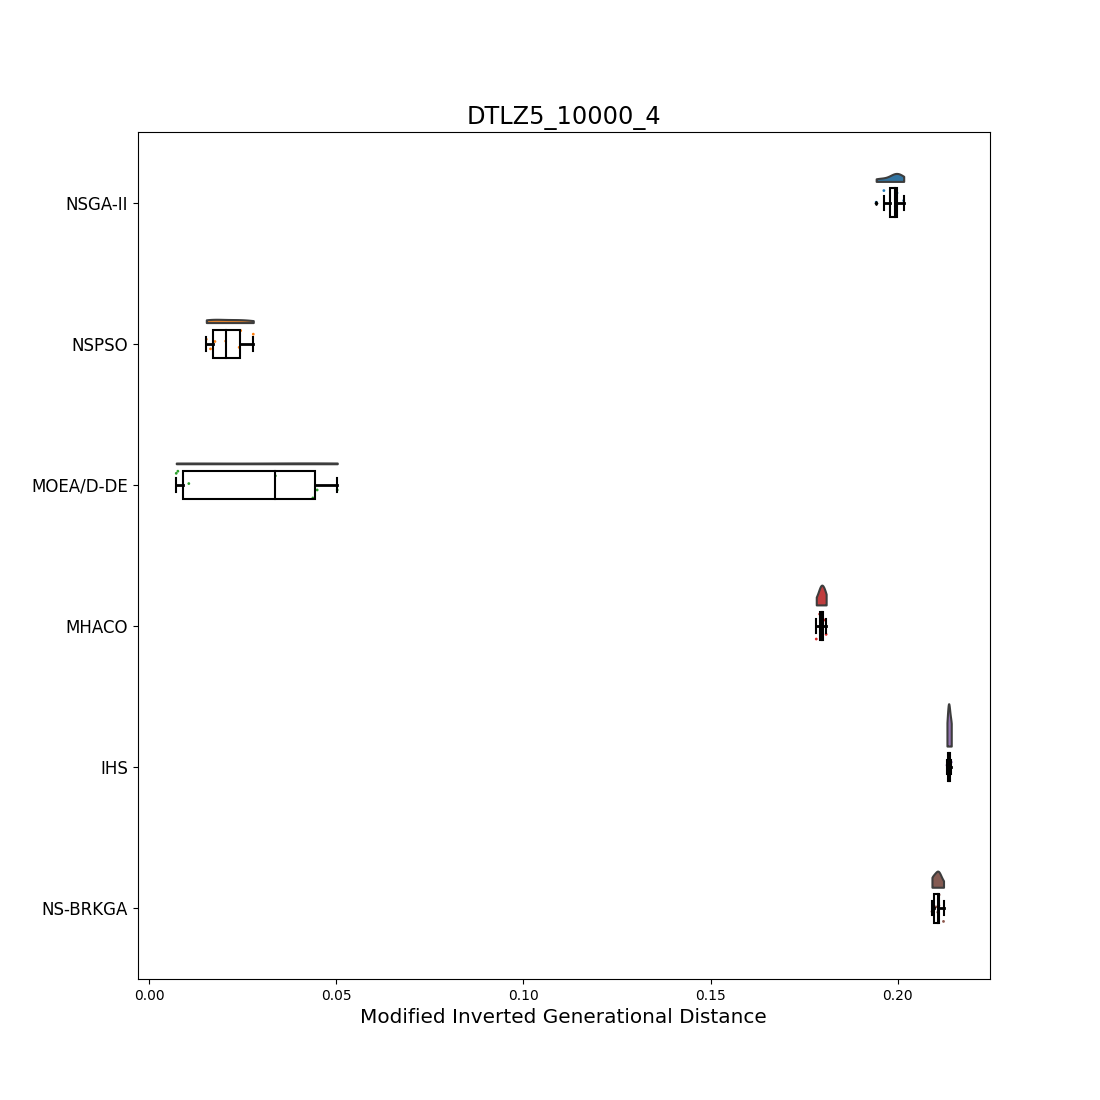 DTLZ5_10000_4
NSGA-II
NSPSO
MOEA/D-DE
MHACO
IHS
NS-BRKGA
0.00 0.05 0.10 0.15 0.20
Modified Inverted Generational Distance